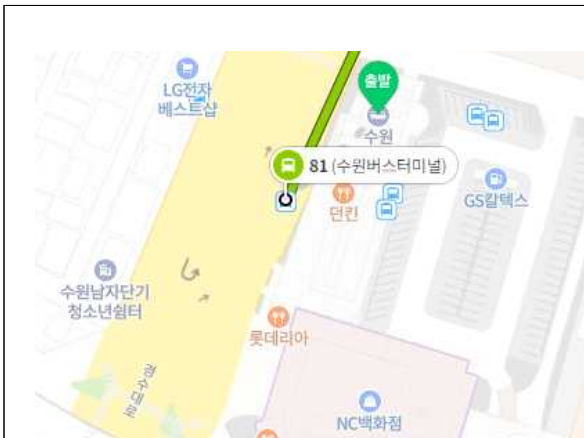 출발
LG전자
베스트샵
수원
81 (수원버스터미널)
던킨
GS칼텍스
수원남자단기
청소년쉼터
롯데리아
경수대로
NC백화점